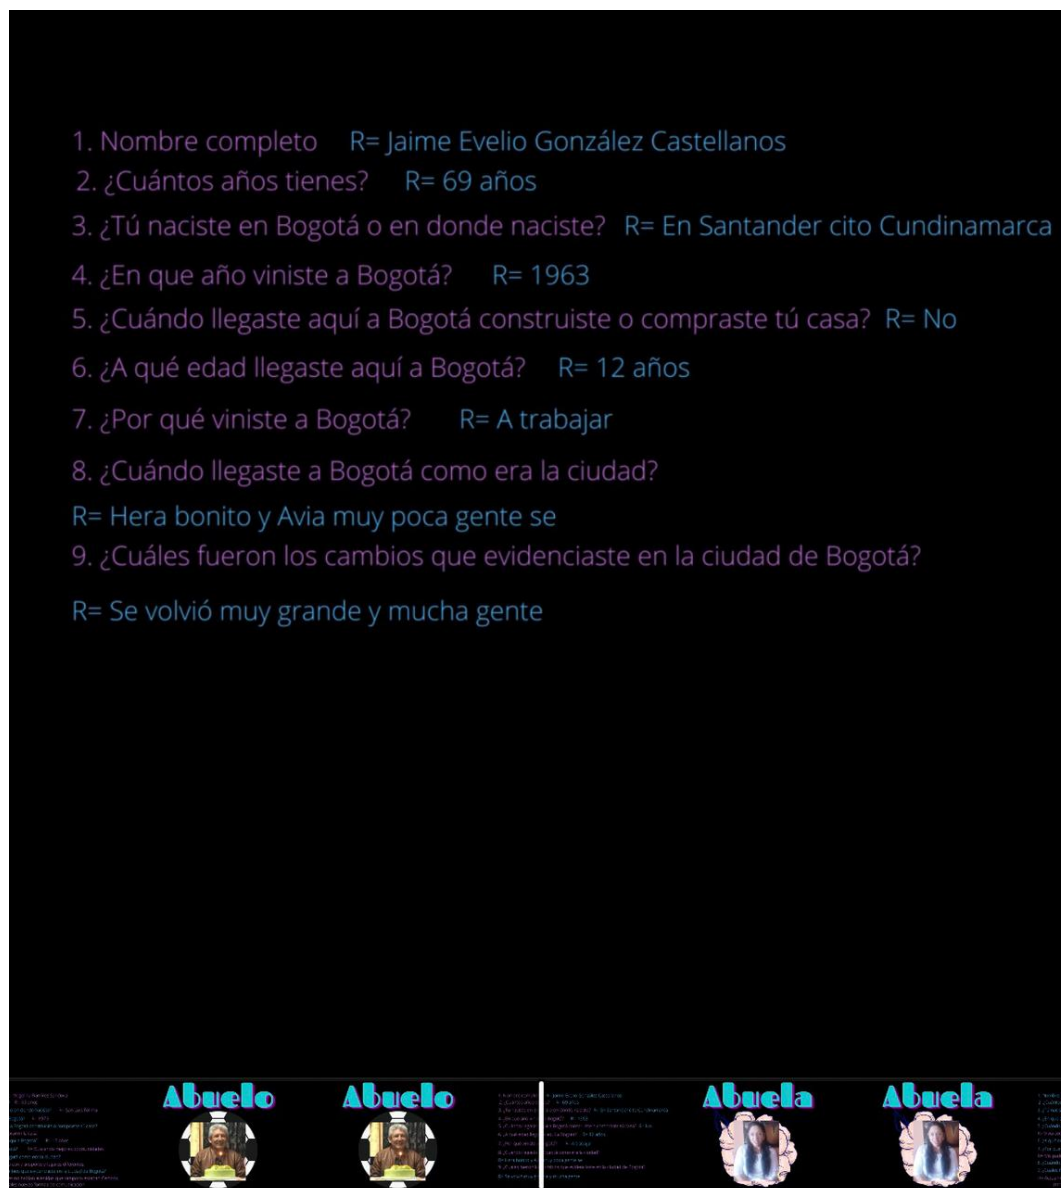 1. Nombre completo R= Jaime Evelio González Castellanos
2. ¿Cuántos años tienes? R= 69 años
3. ¿Tú naciste en Bogotá o en donde naciste? R= En Santander cito Cundinamarca
4. ¿En que año viniste a Bogotá? R= 1963
5. ¿Cuándo llegaste aquí a Bogotá construiste o compraste tú casa? R= No
6. ¿A qué edad llegaste aquí a Bogotá? R= 12 años
7. ¿Por qué viniste a Bogotá? R= A trabajar
8. ¿Cuándo llegaste a Bogotá como era la ciudad?
R= Hera bonito y Avia muy poca gente se
9. ¿Cuáles fueron los cambios que evidenciaste en la ciudad de Bogotá?
R= Se volvió muy grande y mucha gente
Abuelo Abuelo Abuela Abuela